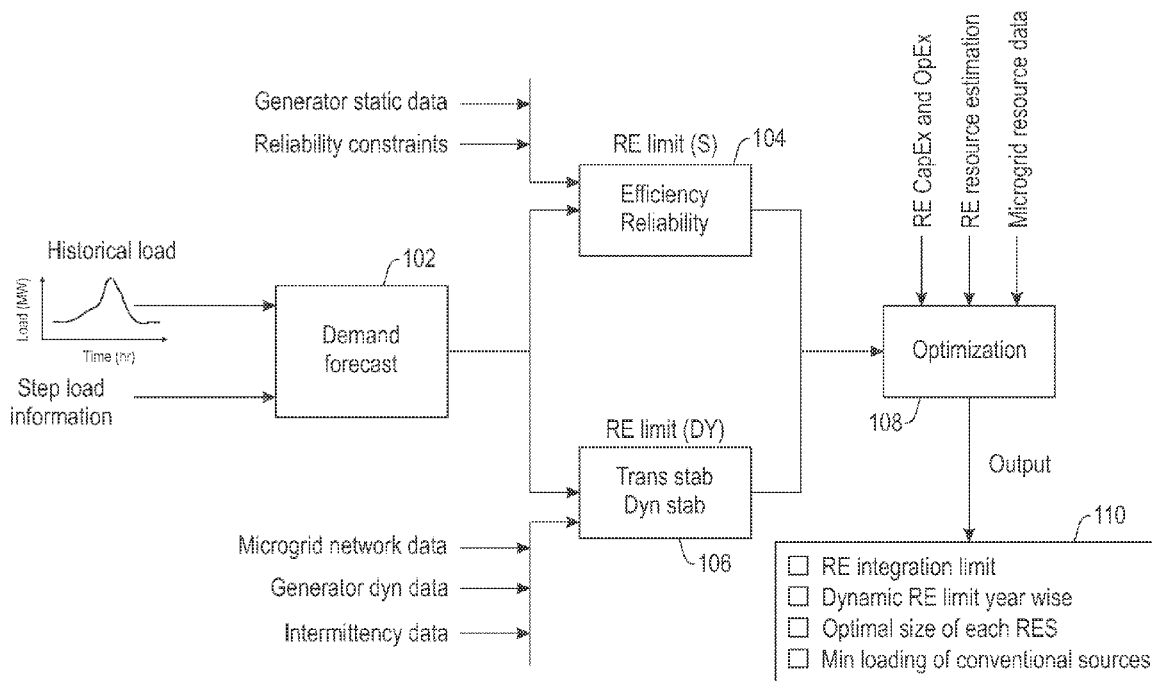 Generator static data
Reliability constraints
RE limit (S)
104
Efficiency
Reliability
RE CapEx and OpEx
RE resource estimation
Microgrid resource data
Historical load
Load (MW)
Time (hr)
102
Demand
forecast
Step load
information
Optimization
108
RE limit (DY)
Trans stab
Dyn stab
106
Microgrid network data
Generator dyn data
Intermittency data
Output
110
RE integration limit
Dynamic RE limit year wise
Optimal size of each RES
Min loading of conventional sources